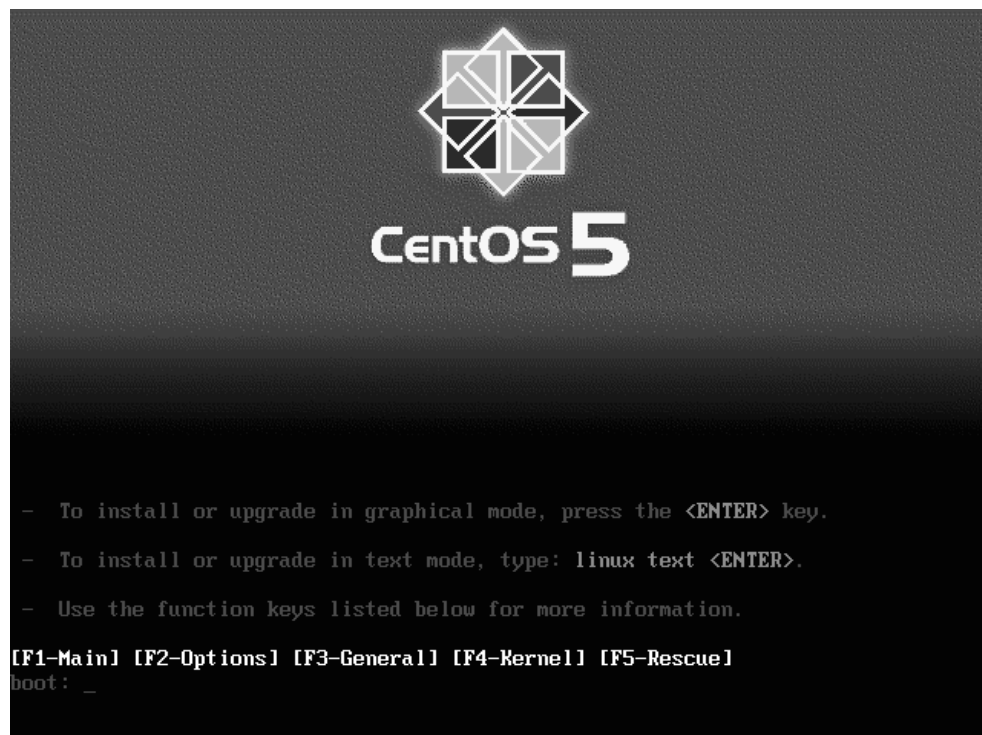 CentOS 5
- To install or upgrade in graphical mode, press the <ENTER> key.
- To install or upgrade in text mode, type: linux text <ENTER>.
- Use the function keys listed below for more information.
[F1-Main] [F2-Options] [F3-General] [F4-Kernel] [F5-Rescue]
boot: _